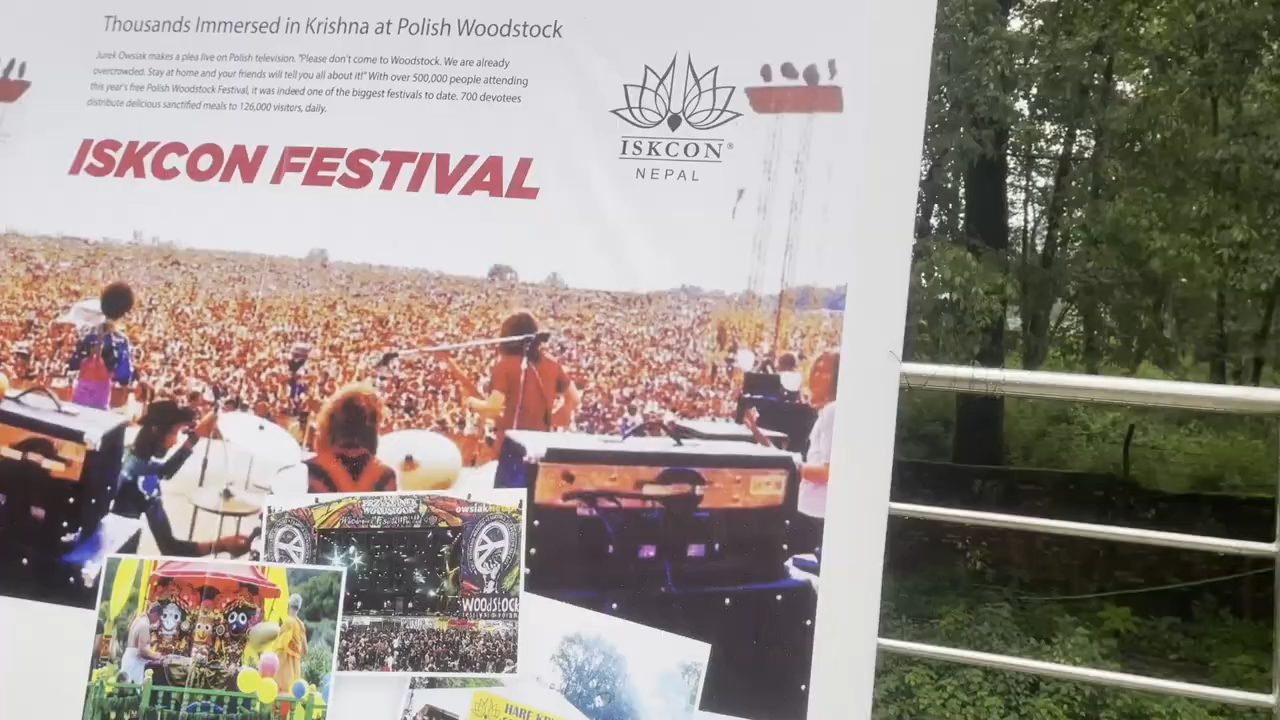 Thousands Immersed in Krishna at Polish Woodstock
Jurek Owsiak makes a plea live on Polish television. "Please don't come to Woodstock. We are already
overcrowded. Stay at home and your friends will tell you all about it!" With over 500,000 people attending
this year's free Polish Woodstock Festival, it was indeed one of the biggest festivals to date. 700 devotees
distribute delicious sanctified meals to 126,000 visitors, daily.
ISKCON FESTIVAL
ISKCON®
NEPAL
WOODSTOCK
HARE